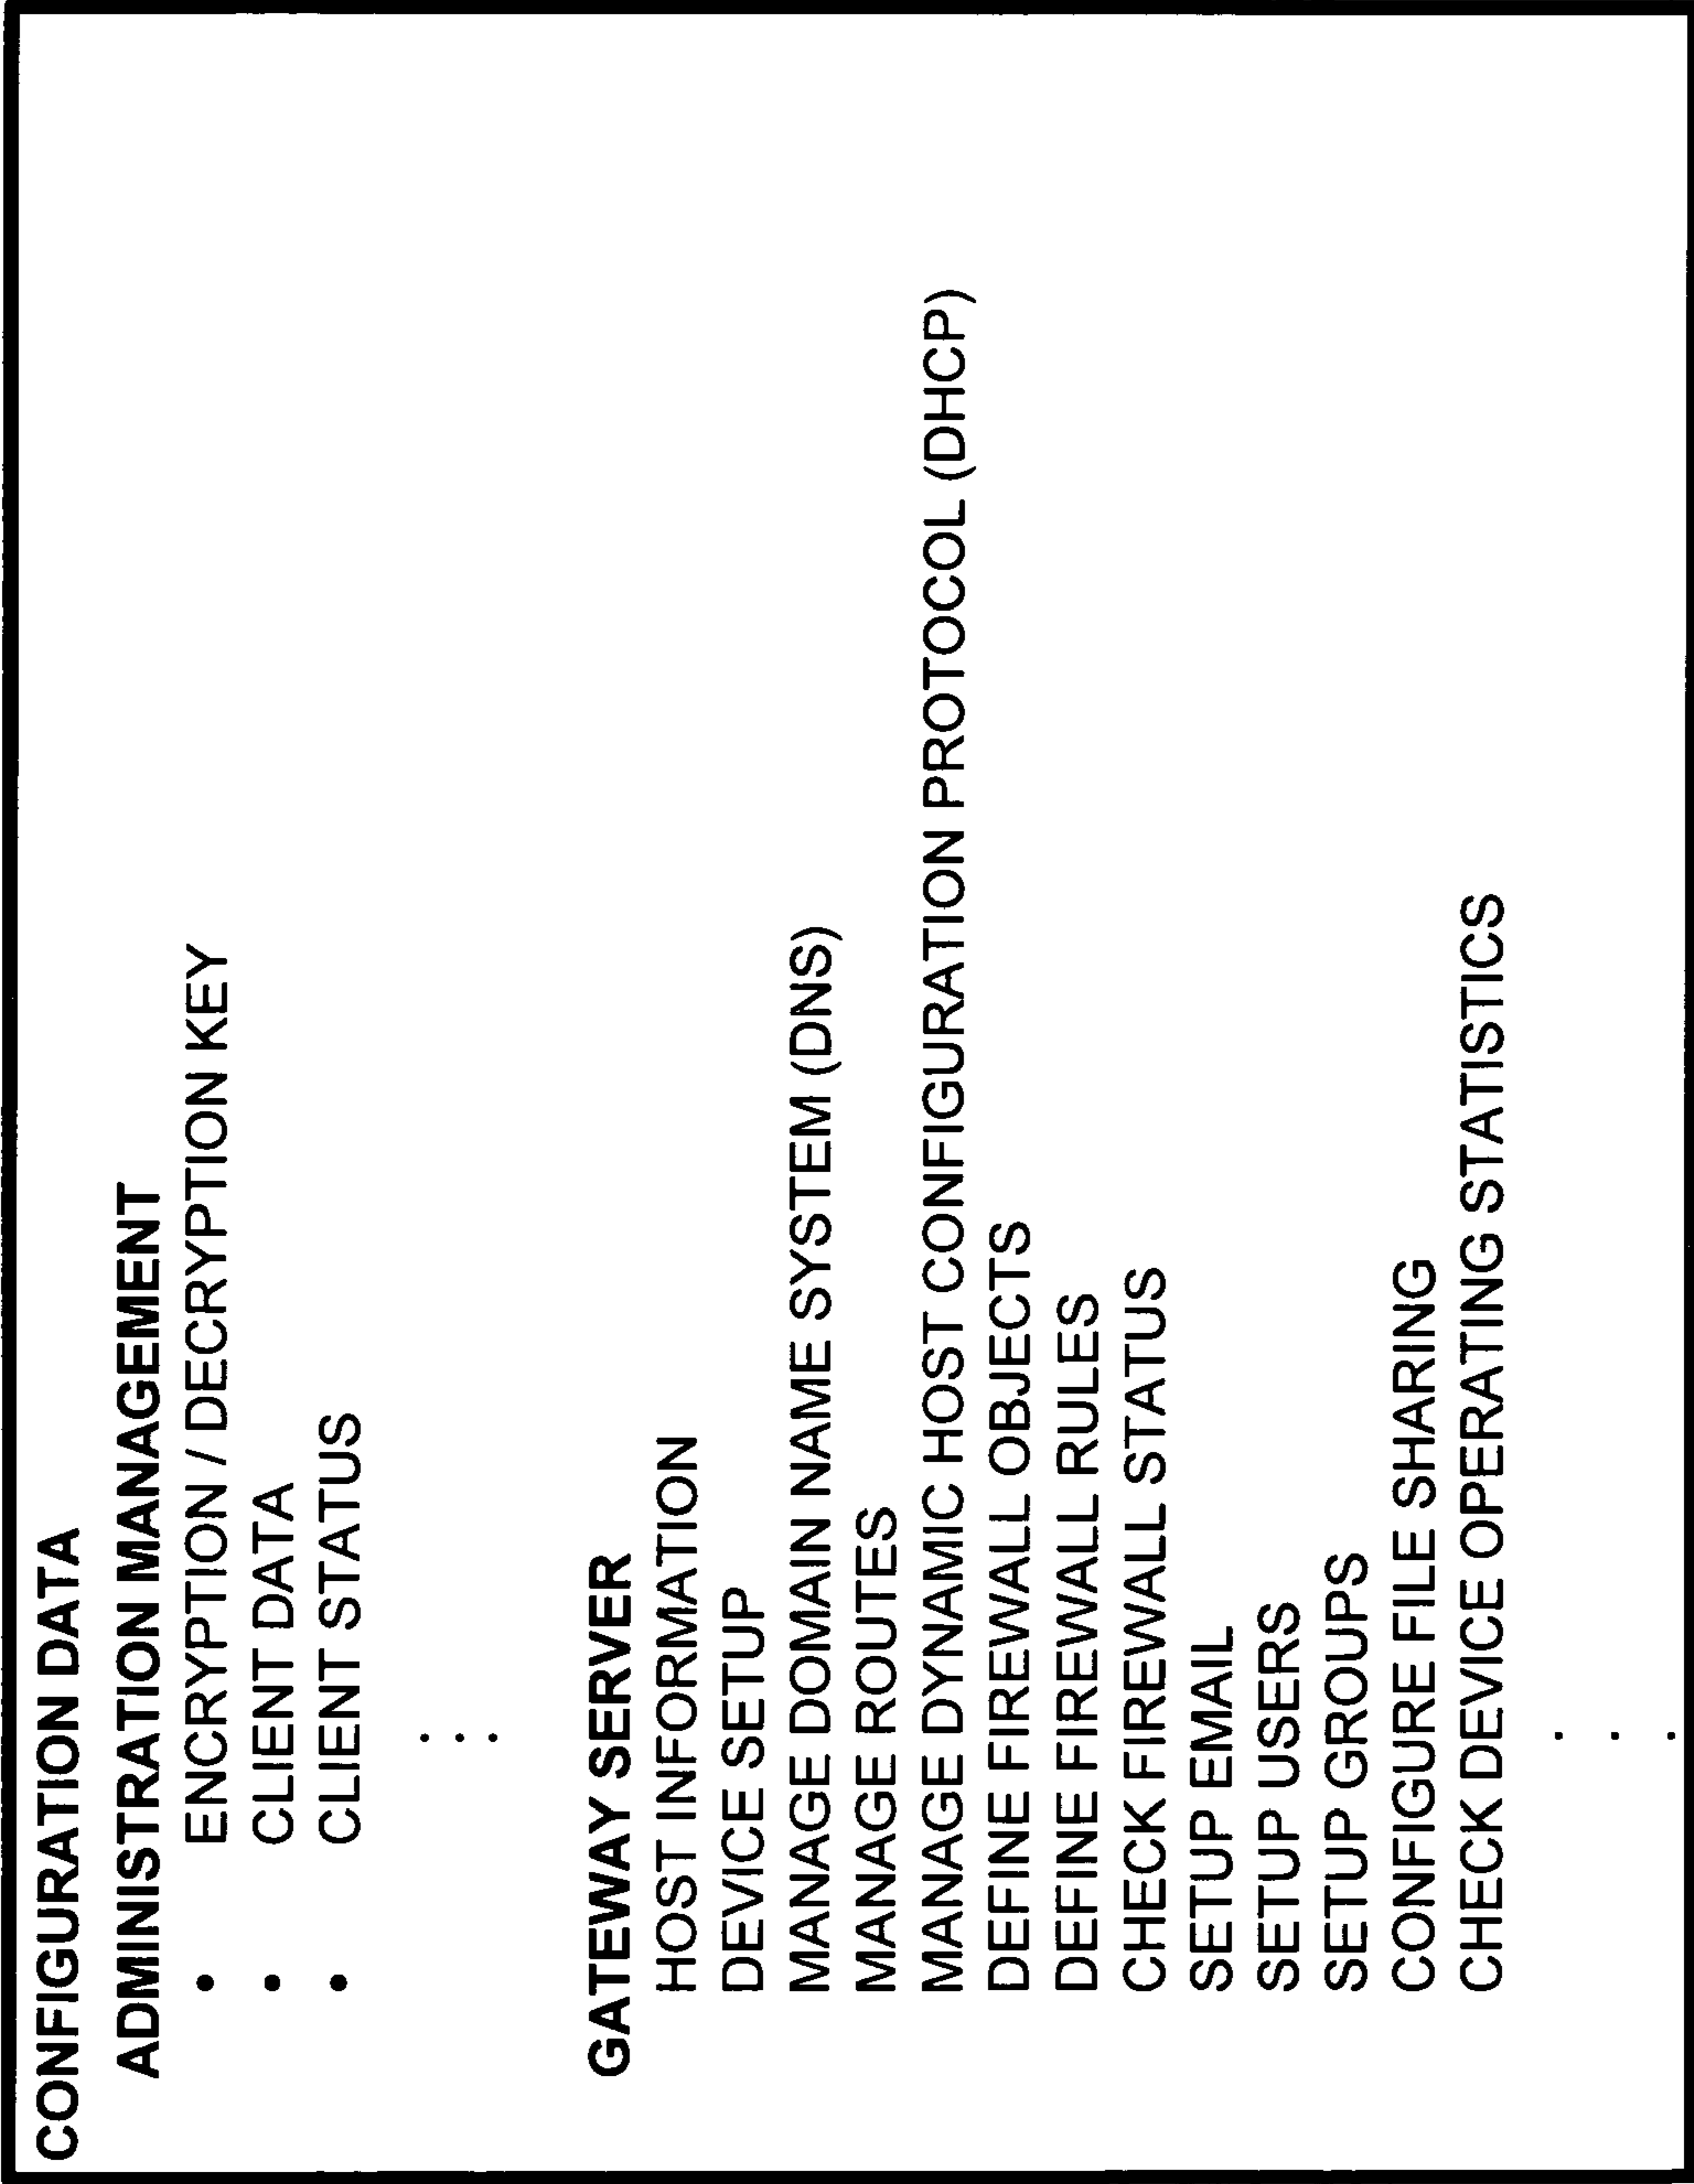 CONFIGURATION DATA
ADMINISTRATION MANAGEMENT
• ENCRYPTION / DECRYPTION KEY
• CLIENT DATA
• CLIENT STATUS
. . .
GATEWAY SERVER
HOST INFORMATION
DEVICE SETUP
MANAGE DOMAIN NAME SYSTEM (DNS)
MANAGE ROUTES
MANAGE DYNAMIC HOST CONFIGURATION PROTOCOL (DHCP)
DEFINE FIREWALL OBJECTS
DEFINE FIREWALL RULES
CHECK FIREWALL STATUS
SETUP EMAIL
SETUP USERS
SETUP GROUPS
CONFIGURE FILE SHARING
CHECK DEVICE OPERATING STATISTICS
. . .